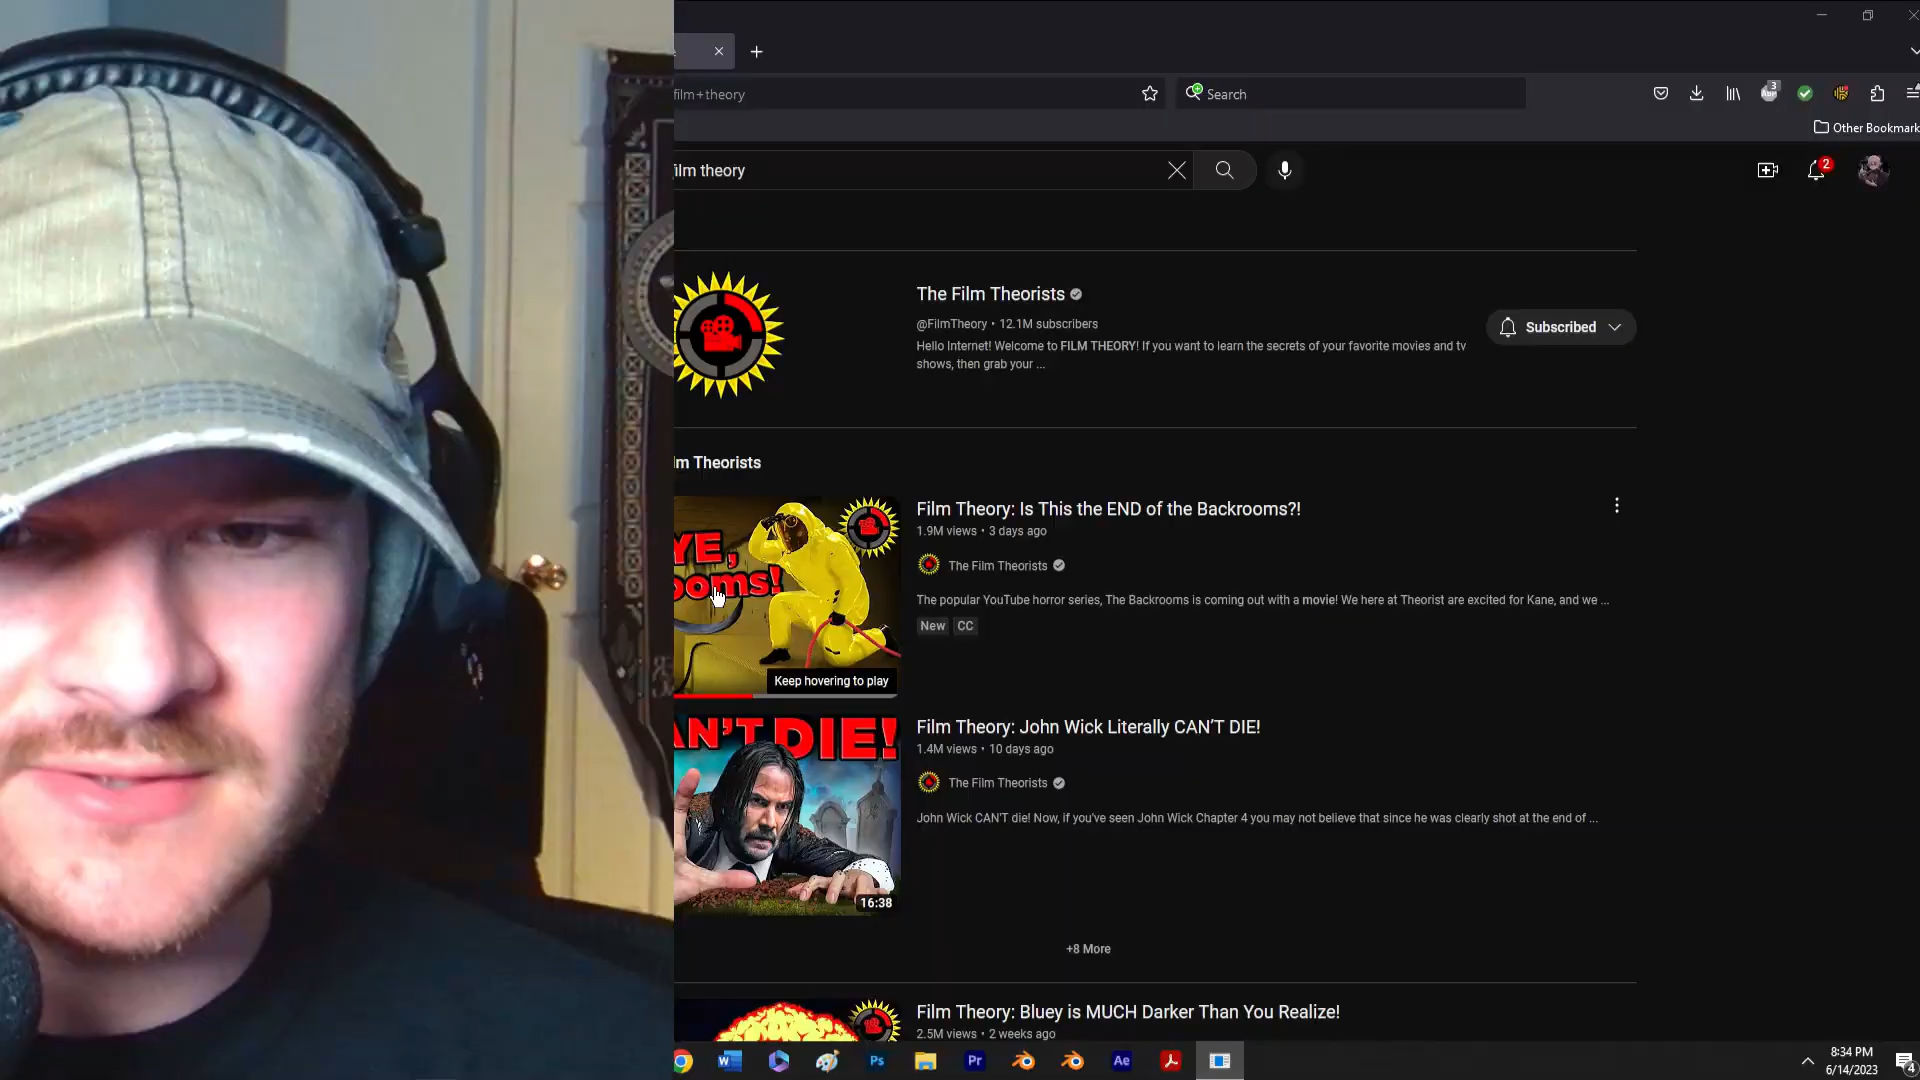 film+theory
Search
3
Other Bookmark
film theory
2
The Film Theorists
@FilmTheory • 12.1M subscribers
Hello Internet! Welcome to FILM THEORY! If you want to learn the secrets of your favorite movies and tv
shows, then grab your ...
Subscribed
lm Theorists
YE,
ooms!
Keep hovering to play
Film Theory: Is This the END of the Backrooms?!
1.9M views • 3 days ago
The Film Theorists
The popular YouTube horror series, The Backrooms is coming out with a movie! We here at Theorist are excited for Kane, and we ...
New CC
AN'T DIE!
16:38
Film Theory: John Wick Literally CAN'T DIE!
1.4M views • 10 days ago
The Film Theorists
John Wick CAN'T die! Now, if you've seen John Wick Chapter 4 you may not believe that since he was clearly shot at the end of ...
+8 More
Film Theory: Bluey is MUCH Darker Than You Realize!
2.5M views • 2 weeks ago
W
Ps
Pr
Ae
8:34 PM
6/14/2023
4